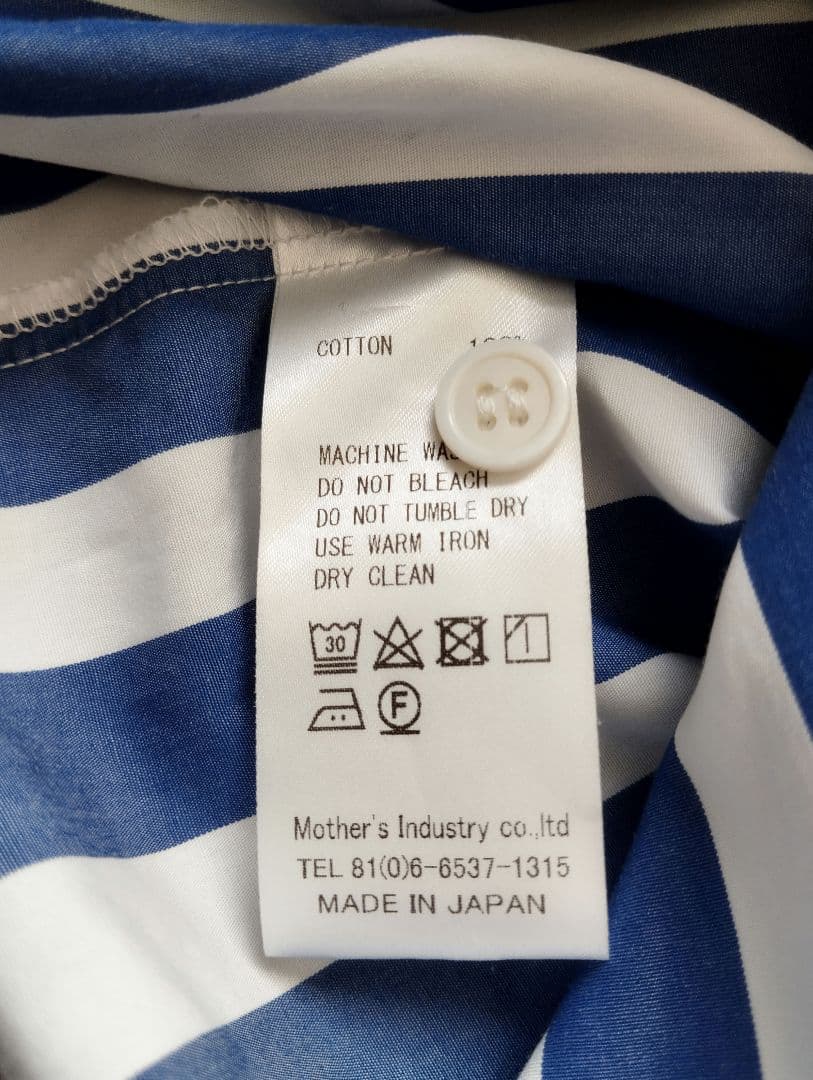 COTTON
MACHINE
DO NOT BLEACH
DO NOT TUMBLE DRY
USE WARM IRON
DRY CLEAN
30
F
Mother's Industry co.,ltd
TEL 81(0)6-6537-1315
MADE IN JAPAN